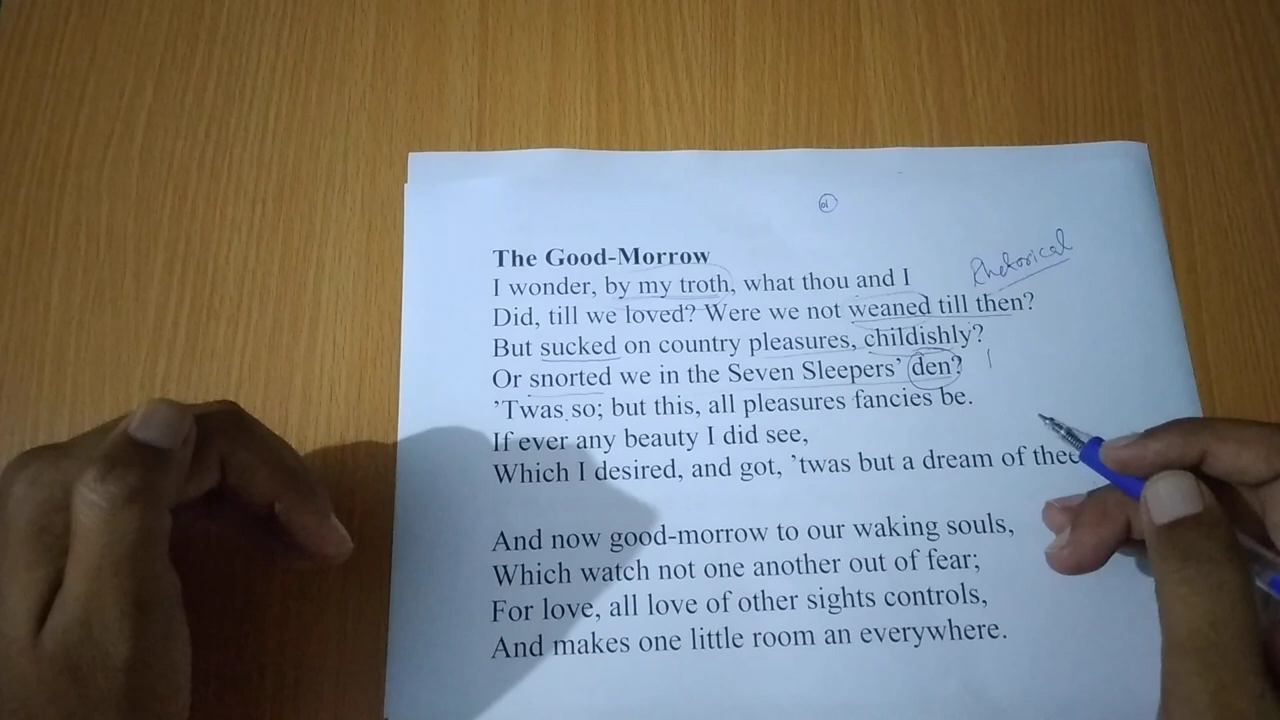 01
The Good-Morrow
Rhetorical
I wonder, by my troth, what thou and I
Did, till we loved? Were we not weaned till then?
But sucked on country pleasures, childishly?
Or snorted we in the Seven Sleepers’ den?
’Twas so; but this, all pleasures fancies be.
If ever any beauty I did see,
Which I desired, and got, ’twas but a dream of thee
And now good-morrow to our waking souls,
Which watch not one another out of fear;
For love, all love of other sights controls,
And makes one little room an everywhere.